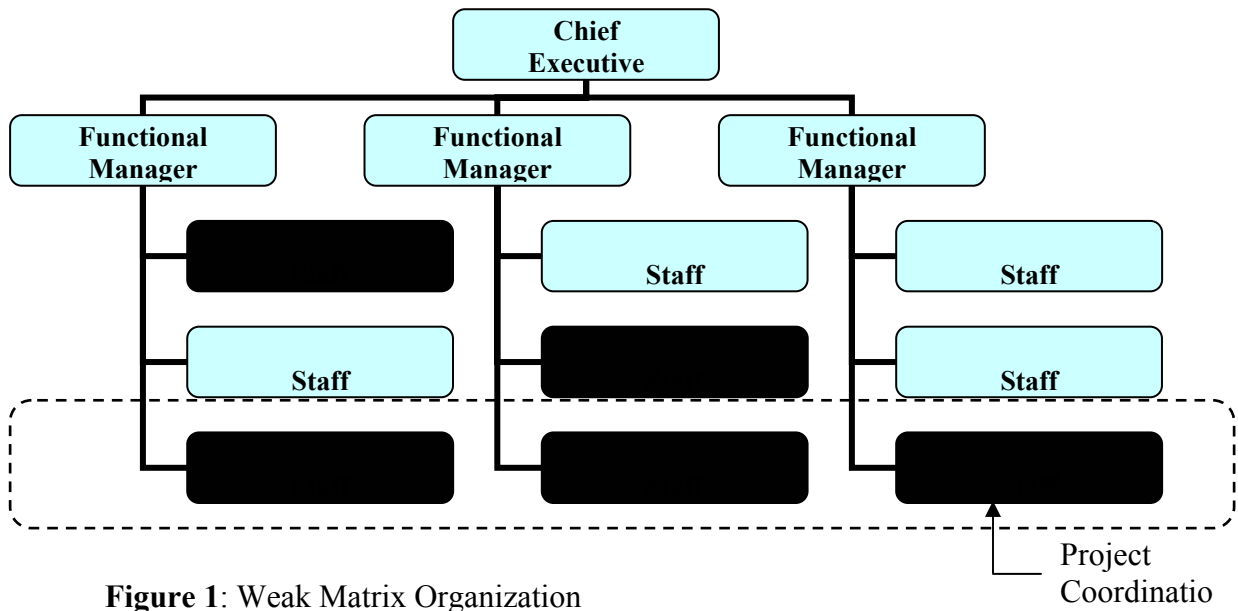 Chief
Executive
Functional
Manager
Functional
Manager
Functional
Manager
Staff
Staff
Staff
Staff
Project
Coordinatio
Figure 1: Weak Matrix Organization